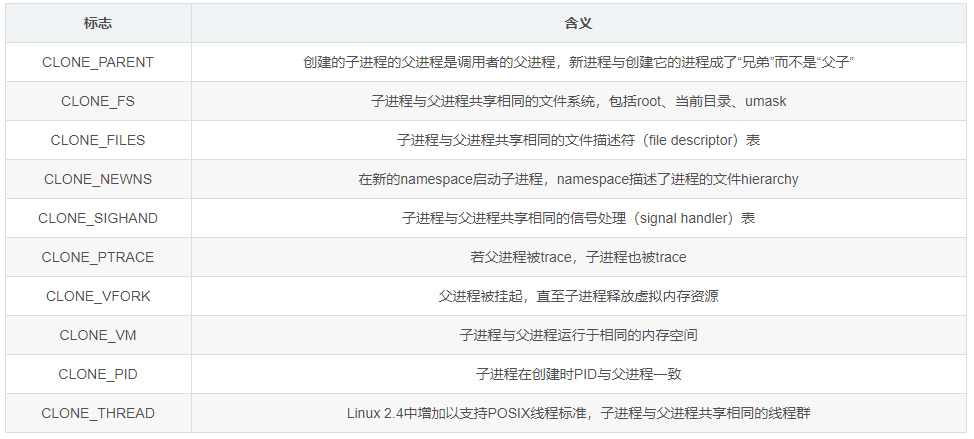 标志 含义
CLONE_PARENT 创建的子进程的父进程是调用者的父进程，新进程与创建它的进程成了“兄弟”而不是“父子”
CLONE_FS 子进程与父进程共享相同的文件系统，包括root、当前目录、umask
CLONE_FILES 子进程与父进程共享相同的文件描述符（file descriptor）表
CLONE_NEWNS 在新的namespace启动子进程，namespace描述了进程的文件hierarchy
CLONE_SIGHAND 子进程与父进程共享相同的信号处理（signal handler）表
CLONE_PTRACE 若父进程被trace，子进程也被trace
CLONE_VFORK 父进程被挂起，直至子进程释放虚拟内存资源
CLONE_VM 子进程与父进程运行于相同的内存空间
CLONE_PID 子进程在创建时PID与父进程一致
CLONE_THREAD Linux 2.4中增加以支持POSIX线程标准，子进程与父进程共享相同的线程群